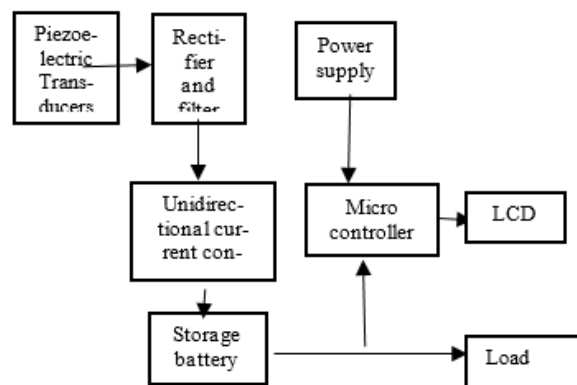 Piezoe-
lectric
Trans-
ducers
Recti-
fier
and
filter
Power
supply
Unidirec-
tional cur-
rent con-
Micro
controller
LCD
Storage
battery
Load